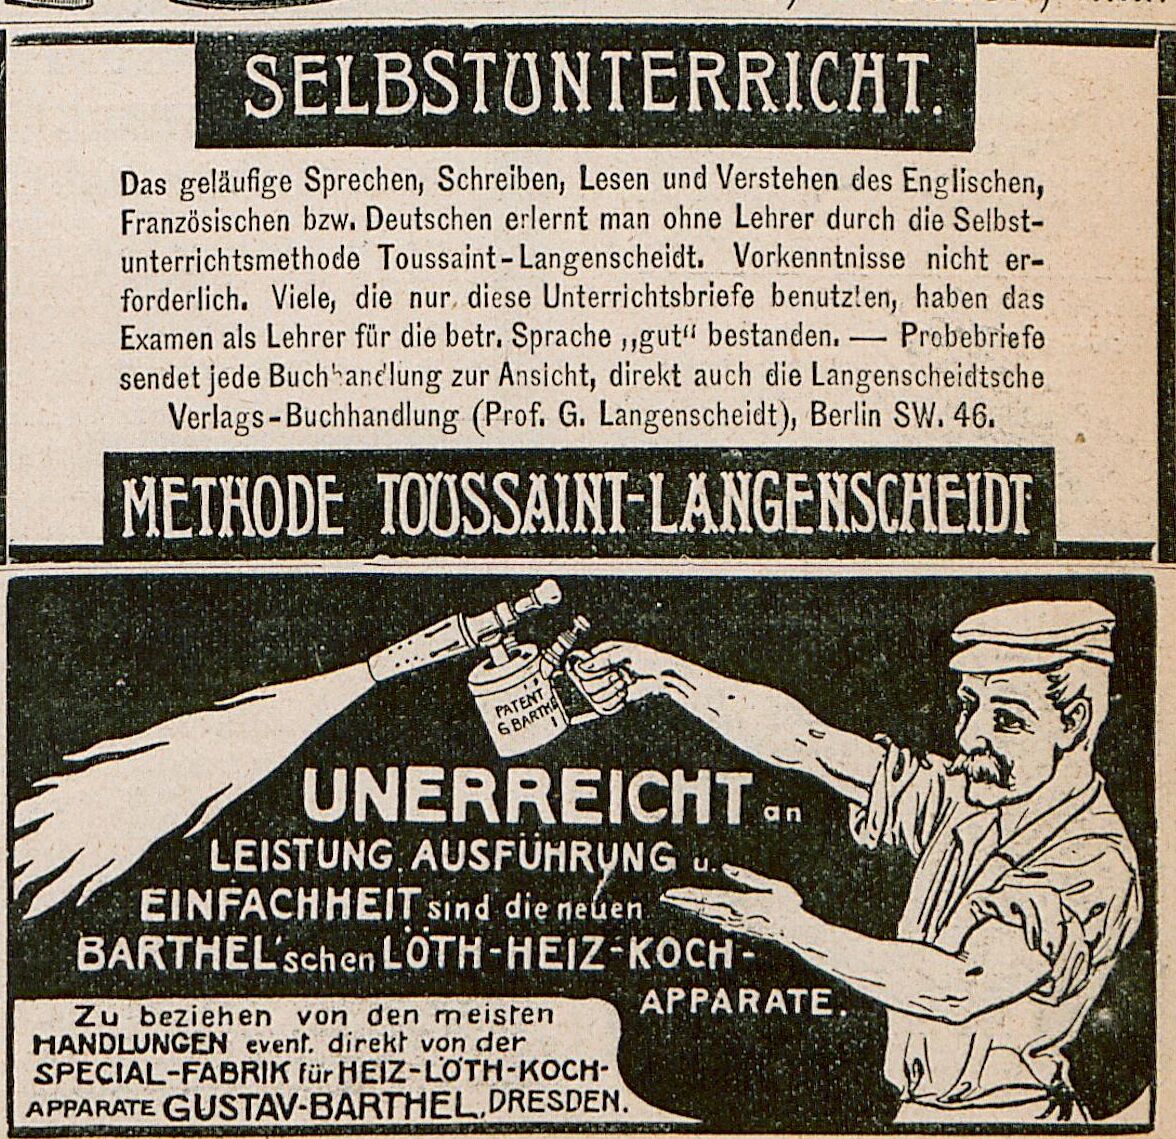 SELBSTUNTERRICHT.
Das geläufige Sprechen, Schreiben, Lesen und Verstehen des Englischen,
Französischen bzw. Deutschen erlernt man ohne Lehrer durch die Selbst-
unterrichtsmethode Toussaint-Langenscheidt. Vorkenntnisse nicht er-
forderlich. Viele, die nur diese Unterrichtsbriefe benutzten, haben das
Examen als Lehrer für die betr. Sprache „gut“ bestanden. — Probebriefe
sendet jede Buchhandlung zur Ansicht, direkt auch die Langenscheidtsche
Verlags-Buchhandlung (Prof. G. Langenscheidt), Berlin SW. 46.
METHODE TOUSSAINT-LANGENSCHEIDT
PATENT
G BARTHE
UNERREICHT an
LEISTUNG, AUSFÜHRUNG u.
EINFACHHEIT sind die neuen
BARTHEL'schen LÖTH-HEIZ-KOCH-
APPARATE.
Zu beziehen von den meisten
HANDLUNGEN event. direkt von der
SPECIAL-FABRIK für HEIZ-LÖTH-KOCH-
APPARATE GUSTAV-BARTHEL, DRESDEN.